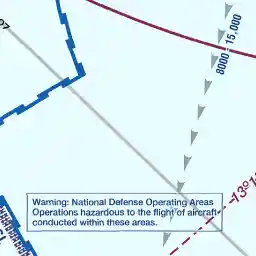 8000 - 15,000
Warning: National Defense Operating Areas
Operations hazardous to the flight of aircraft
conducted within these areas.